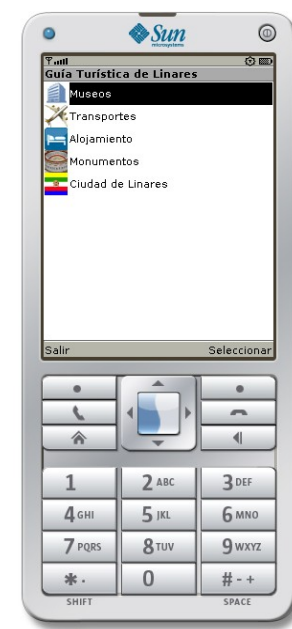 Sun
microsystems
Guía Turística de Linares
Museos
Transportes
Alojamiento
Monumentos
Ciudad de Linares
Salir Seleccionar
1 2 ABC 3 DEF
4 GHI 5 JKL 6 MNO
7 PQRS 8 TUV 9 WXYZ
* . 0 # - +
SHIFT SPACE